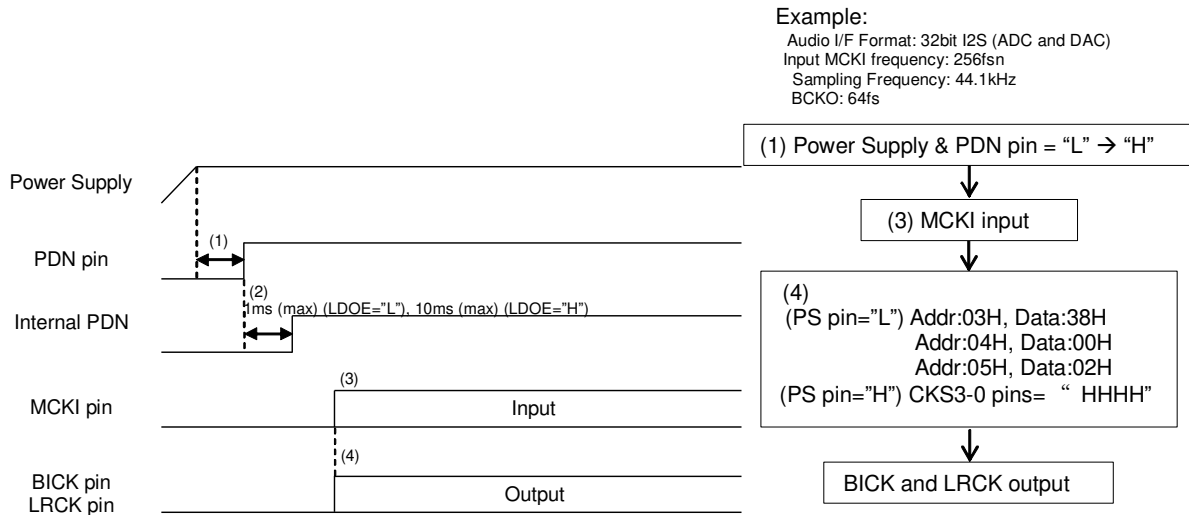 Example:
Audio I/F Format: 32bit I2S (ADC and DAC)
Input MCKI frequency: 256fsn
Sampling Frequency: 44.1kHz
BCKO: 64fs
(1) Power Supply & PDN pin = “L” → “H”
(3) MCKI input
(4)
(PS pin=”L”) Addr:03H, Data:38H
Addr:04H, Data:00H
Addr:05H, Data:02H
(PS pin=”H”) CKS3-0 pins= “ HHHH”
BICK and LRCK output
Power Supply
(1)
PDN pin
(2)
1ms (max) (LDOE=”L”), 10ms (max) (LDOE=”H”)
Internal PDN
(3)
MCKI pin
Input
(4)
BICK pin
LRCK pin
Output